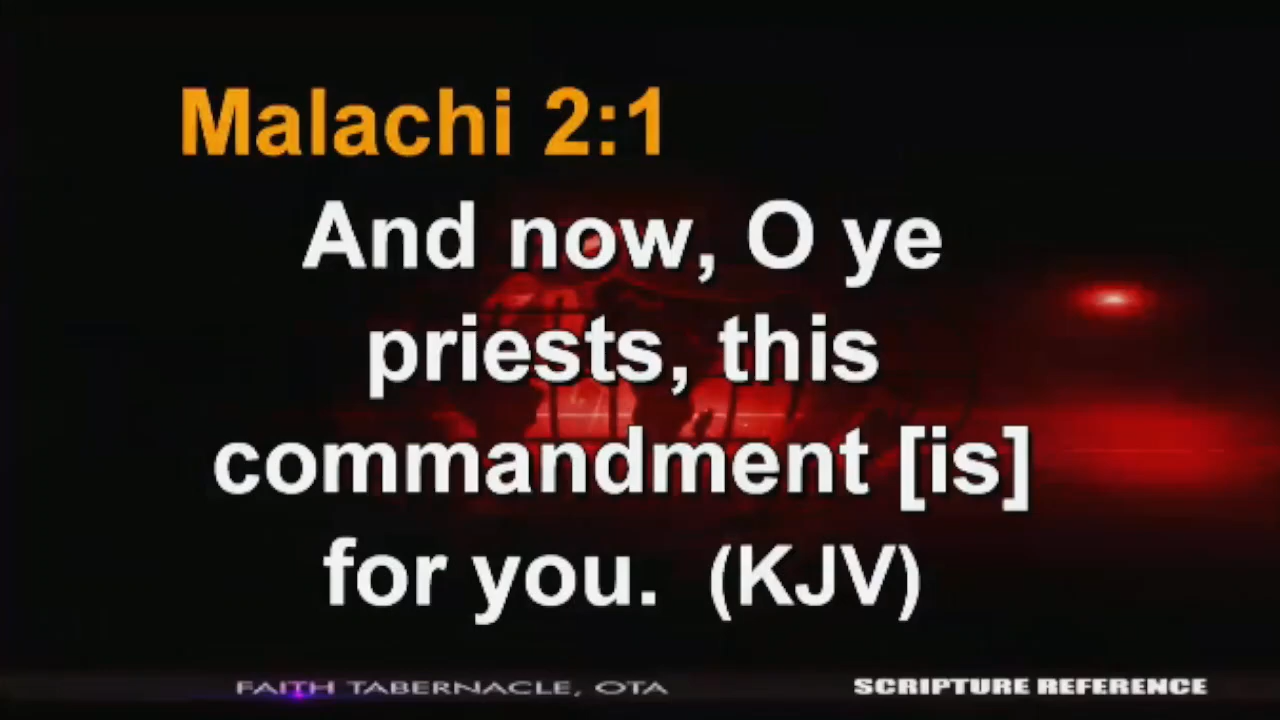 Malachi 2:1
And now, O ye
priests, this
commandment [is]
for you. (KJV)
FAITH TABERNACLE, OTA
SCRIPTURE REFERENCE